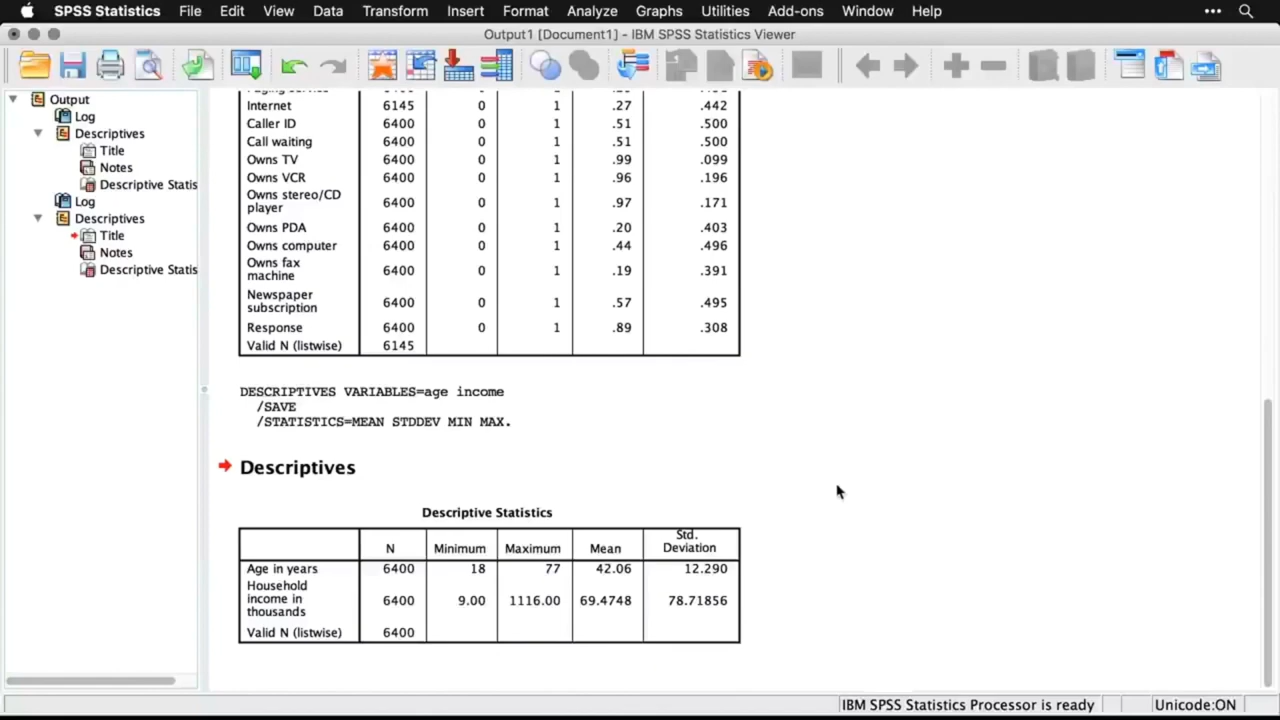 SPSS Statistics File Edit View Data Transform Insert Format Analyze Graphs Utilities Add-ons Window Help
Output1 [Document1] - IBM SPSS Statistics Viewer
Output
Log
Descriptives
Title
Notes
Descriptive Statis
Log
Descriptives
Title
Notes
Descriptive Statis
Internet 6145 0 1 .27 .442
Caller ID 6400 0 1 .51 .500
Call waiting 6400 0 1 .51 .500
Owns TV 6400 0 1 .99 .099
Owns VCR 6400 0 1 .96 .196
Owns stereo/CD
player 6400 0 1 .97 .171
Owns PDA 6400 0 1 .20 .403
Owns computer 6400 0 1 .44 .496
Owns fax
machine 6400 0 1 .19 .391
Newspaper
subscription 6400 0 1 .57 .495
Response 6400 0 1 .89 .308
Valid N (listwise) 6145
DESCRIPTIVES VARIABLES=age income
/SAVE
/STATISTICS=MEAN STDDEV MIN MAX.
Descriptives
Descriptive Statistics
N Minimum Maximum Mean Std. Deviation
Age in years 6400 18 77 42.06 12.290
Household
income in
thousands 6400 9.00 1116.00 69.4748 78.71856
Valid N (listwise) 6400
IBM SPSS Statistics Processor is ready Unicode:ON